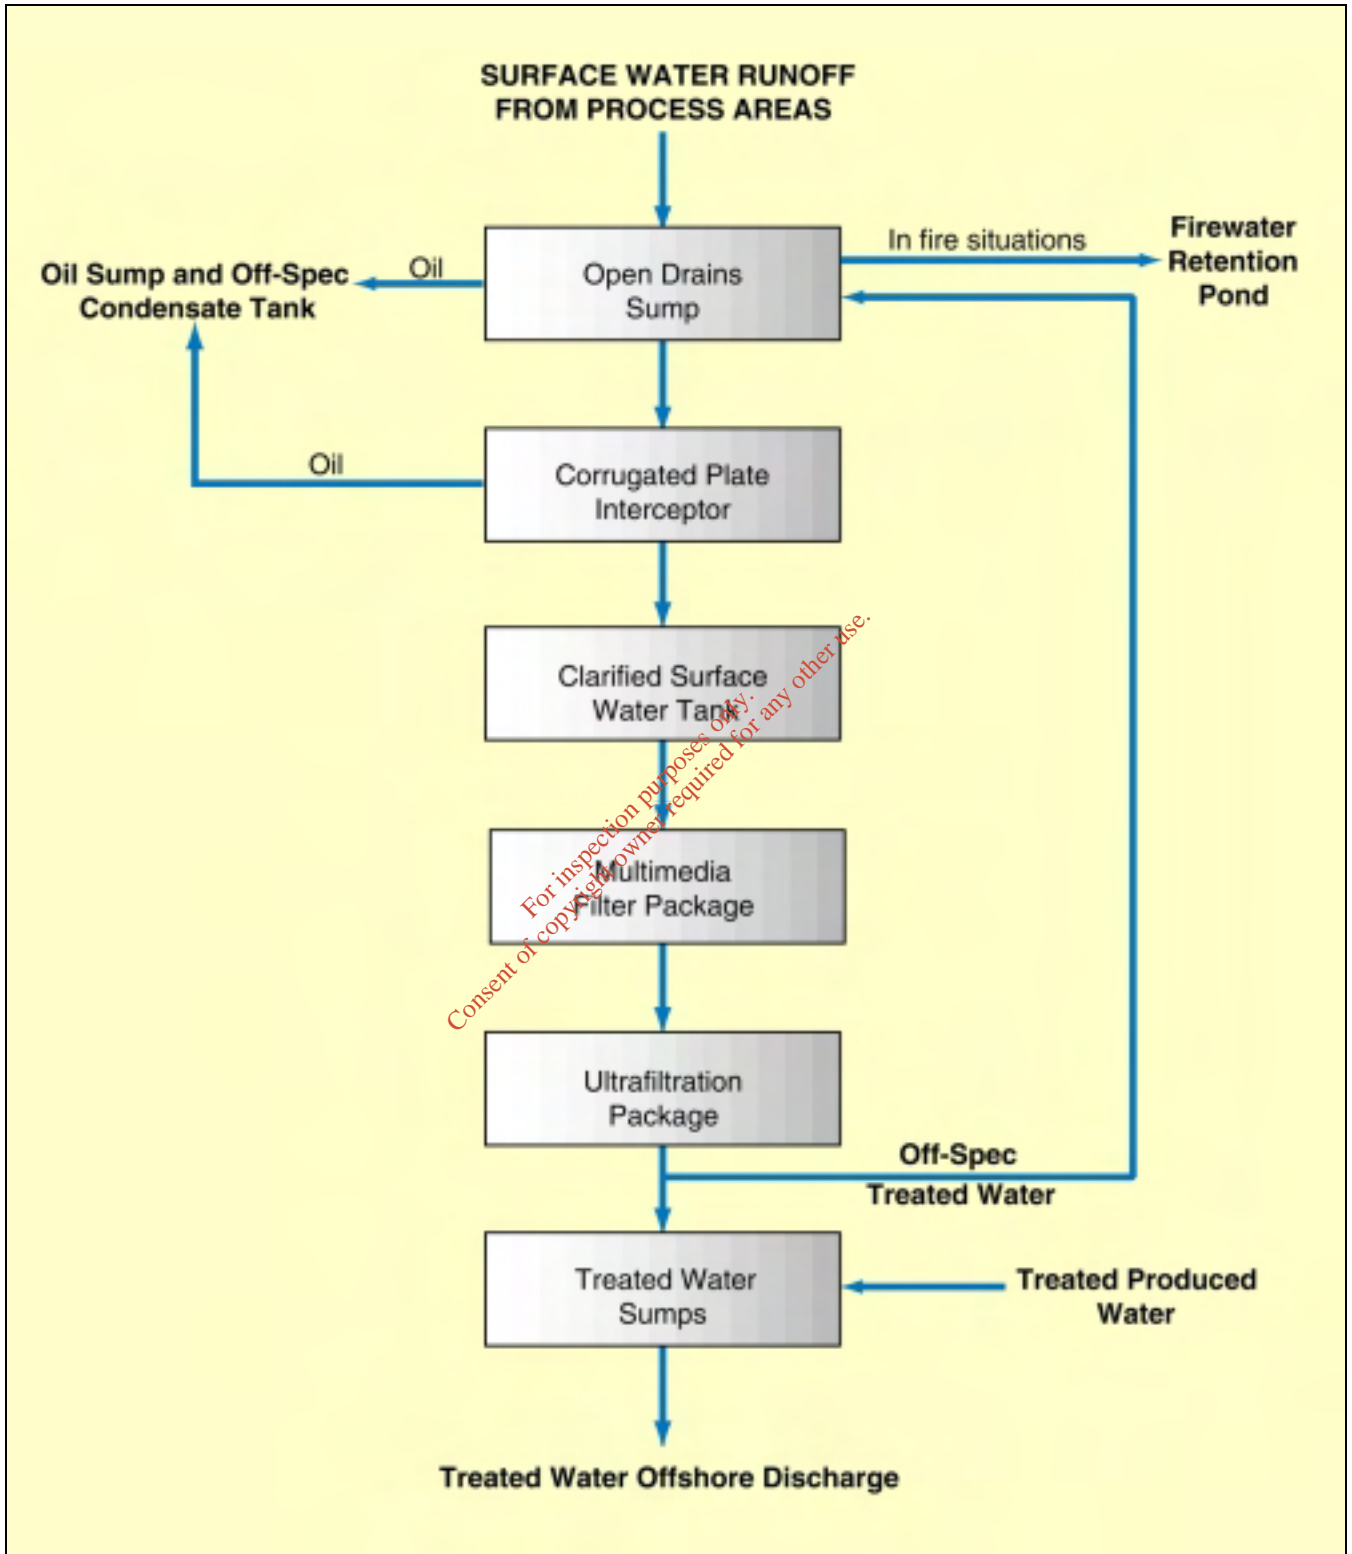 SURFACE WATER RUNOFF
FROM PROCESS AREAS
In fire situations
Firewater
Retention
Pond
Oil
Oil Sump and Off-Spec
Condensate Tank
Open Drains
Sump
Oil
Corrugated Plate
Interceptor
Clarified Surface
Water Tank
For inspection purposes only.
Consent of copyright owner required for any other use.
Multimedia
Filter Package
Ultrafiltration
Package
Off-Spec
Treated Water
Treated Water
Sumps
Treated Produced
Water
Treated Water Offshore Discharge